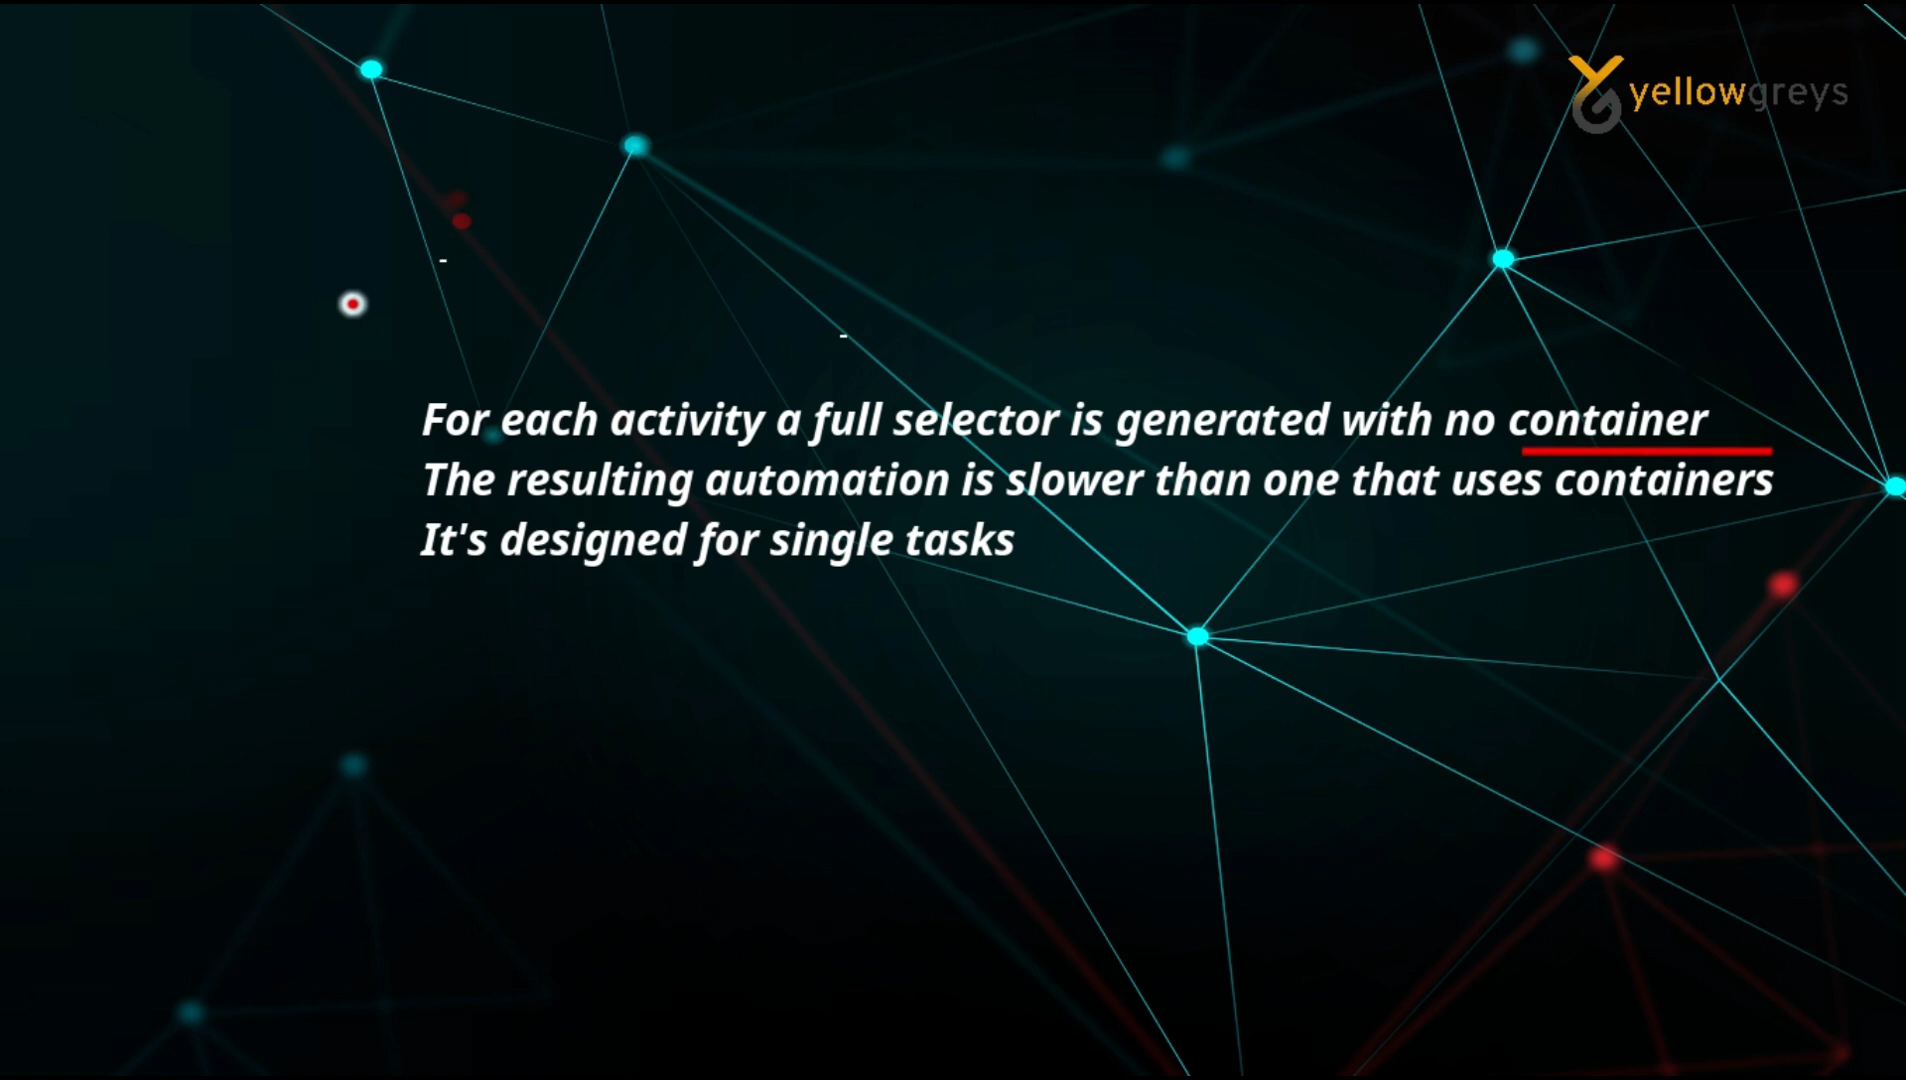 yellowgreys
-
-
For each activity a full selector is generated with no container
The resulting automation is slower than one that uses containers
It's designed for single tasks